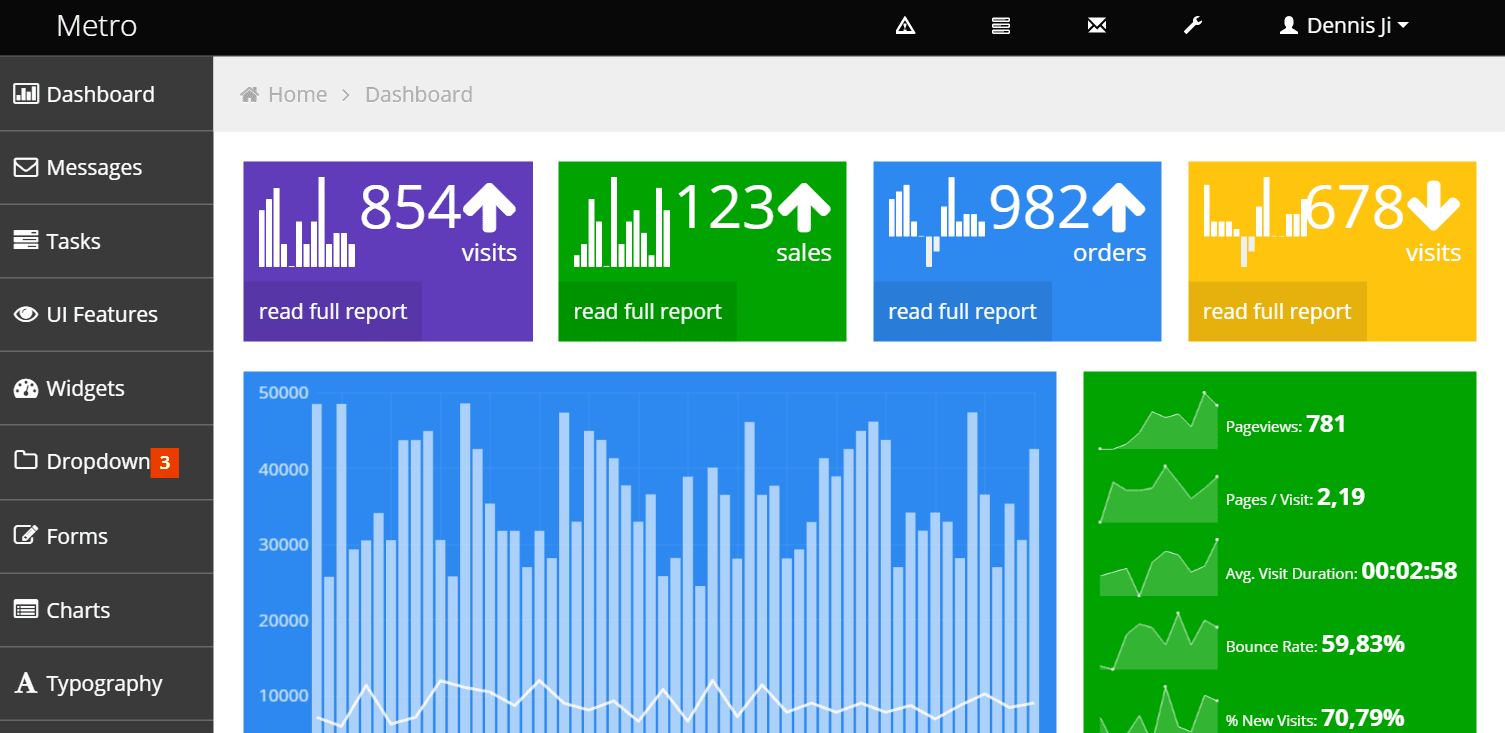 Metro
Dennis Ji
Dashboard
Messages
Tasks
UI Features
Widgets
Dropdown 3
Forms
Charts
Typography
Home > Dashboard
854
visits
read full report
123
sales
read full report
982
orders
read full report
678
visits
read full report
50000
40000
30000
20000
10000
Pageviews: 781
Pages / Visit: 2,19
Avg. Visit Duration: 00:02:58
Bounce Rate: 59,83%
% New Visits: 70,79%